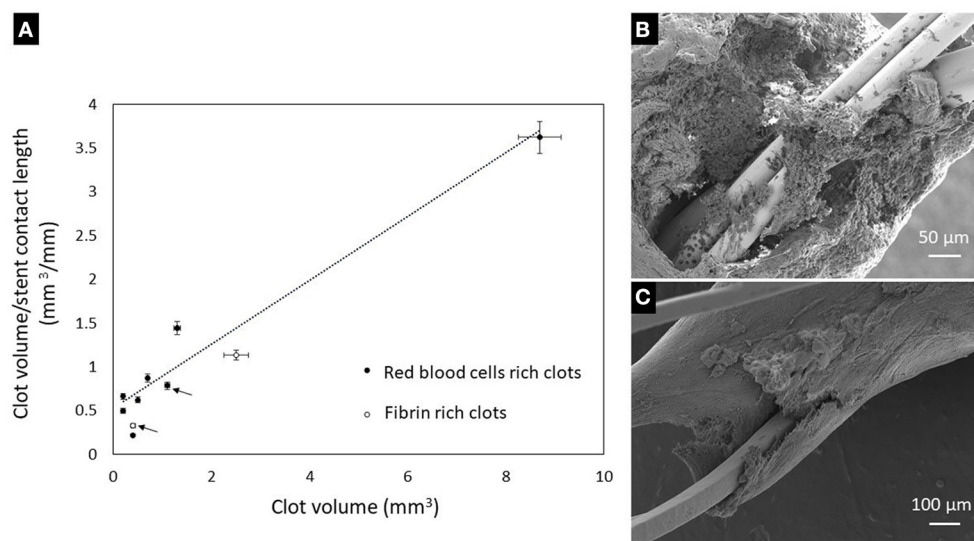 A
Clot volume/stent contact length
(mm ³/mm)
4
3.5
3
2.5
2
1.5
1
0.5
0
0
2
4
6
8
10
Clot volume (mm³)
Red blood cells rich clots
Fibrin rich clots
B
50 µm
C
100 µm